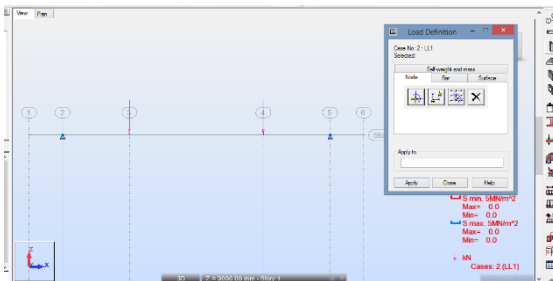 View Plan
Load Definition
Case No: 2 : LL1
Selected:
Self-weight and mass
Node Bar Surface
1 2 3 4 5 6
Apply to
Apply Close Help
S min. 5MN/m^2
Max= 0.0
Min= 0.0
S max. 5MN/m^2
Max= 0.0
Min= 0.0
kN
Cases: 2 (LL1)
Z
X
3D Z = 3000.00 mm - Story 1